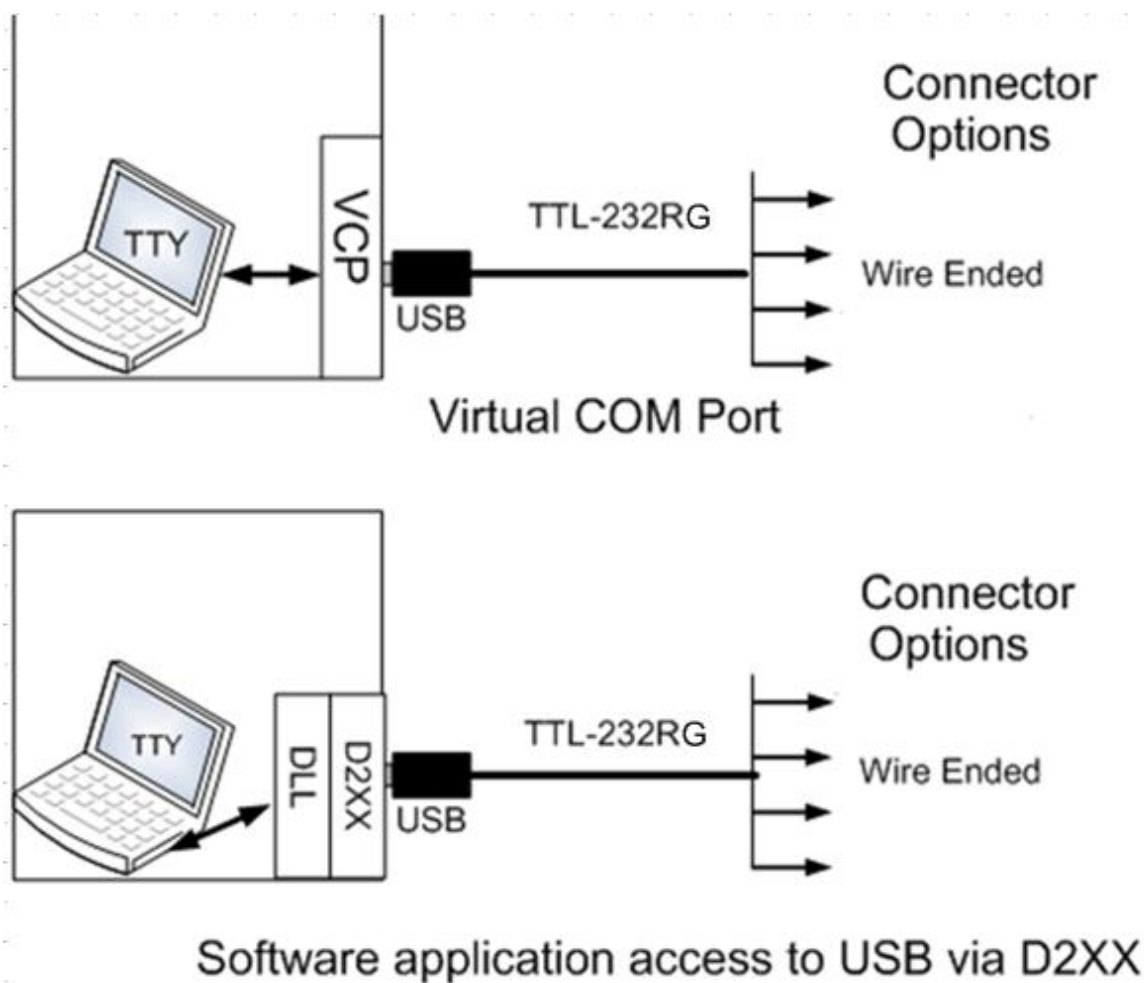 Connector
Options
TTY
VCP
TTL-232RG
USB
Wire Ended
Virtual COM Port
Connector
Options
TTY
DLL
D2XX
TTL-232RG
USB
Wire Ended
Software application access to USB via D2XX